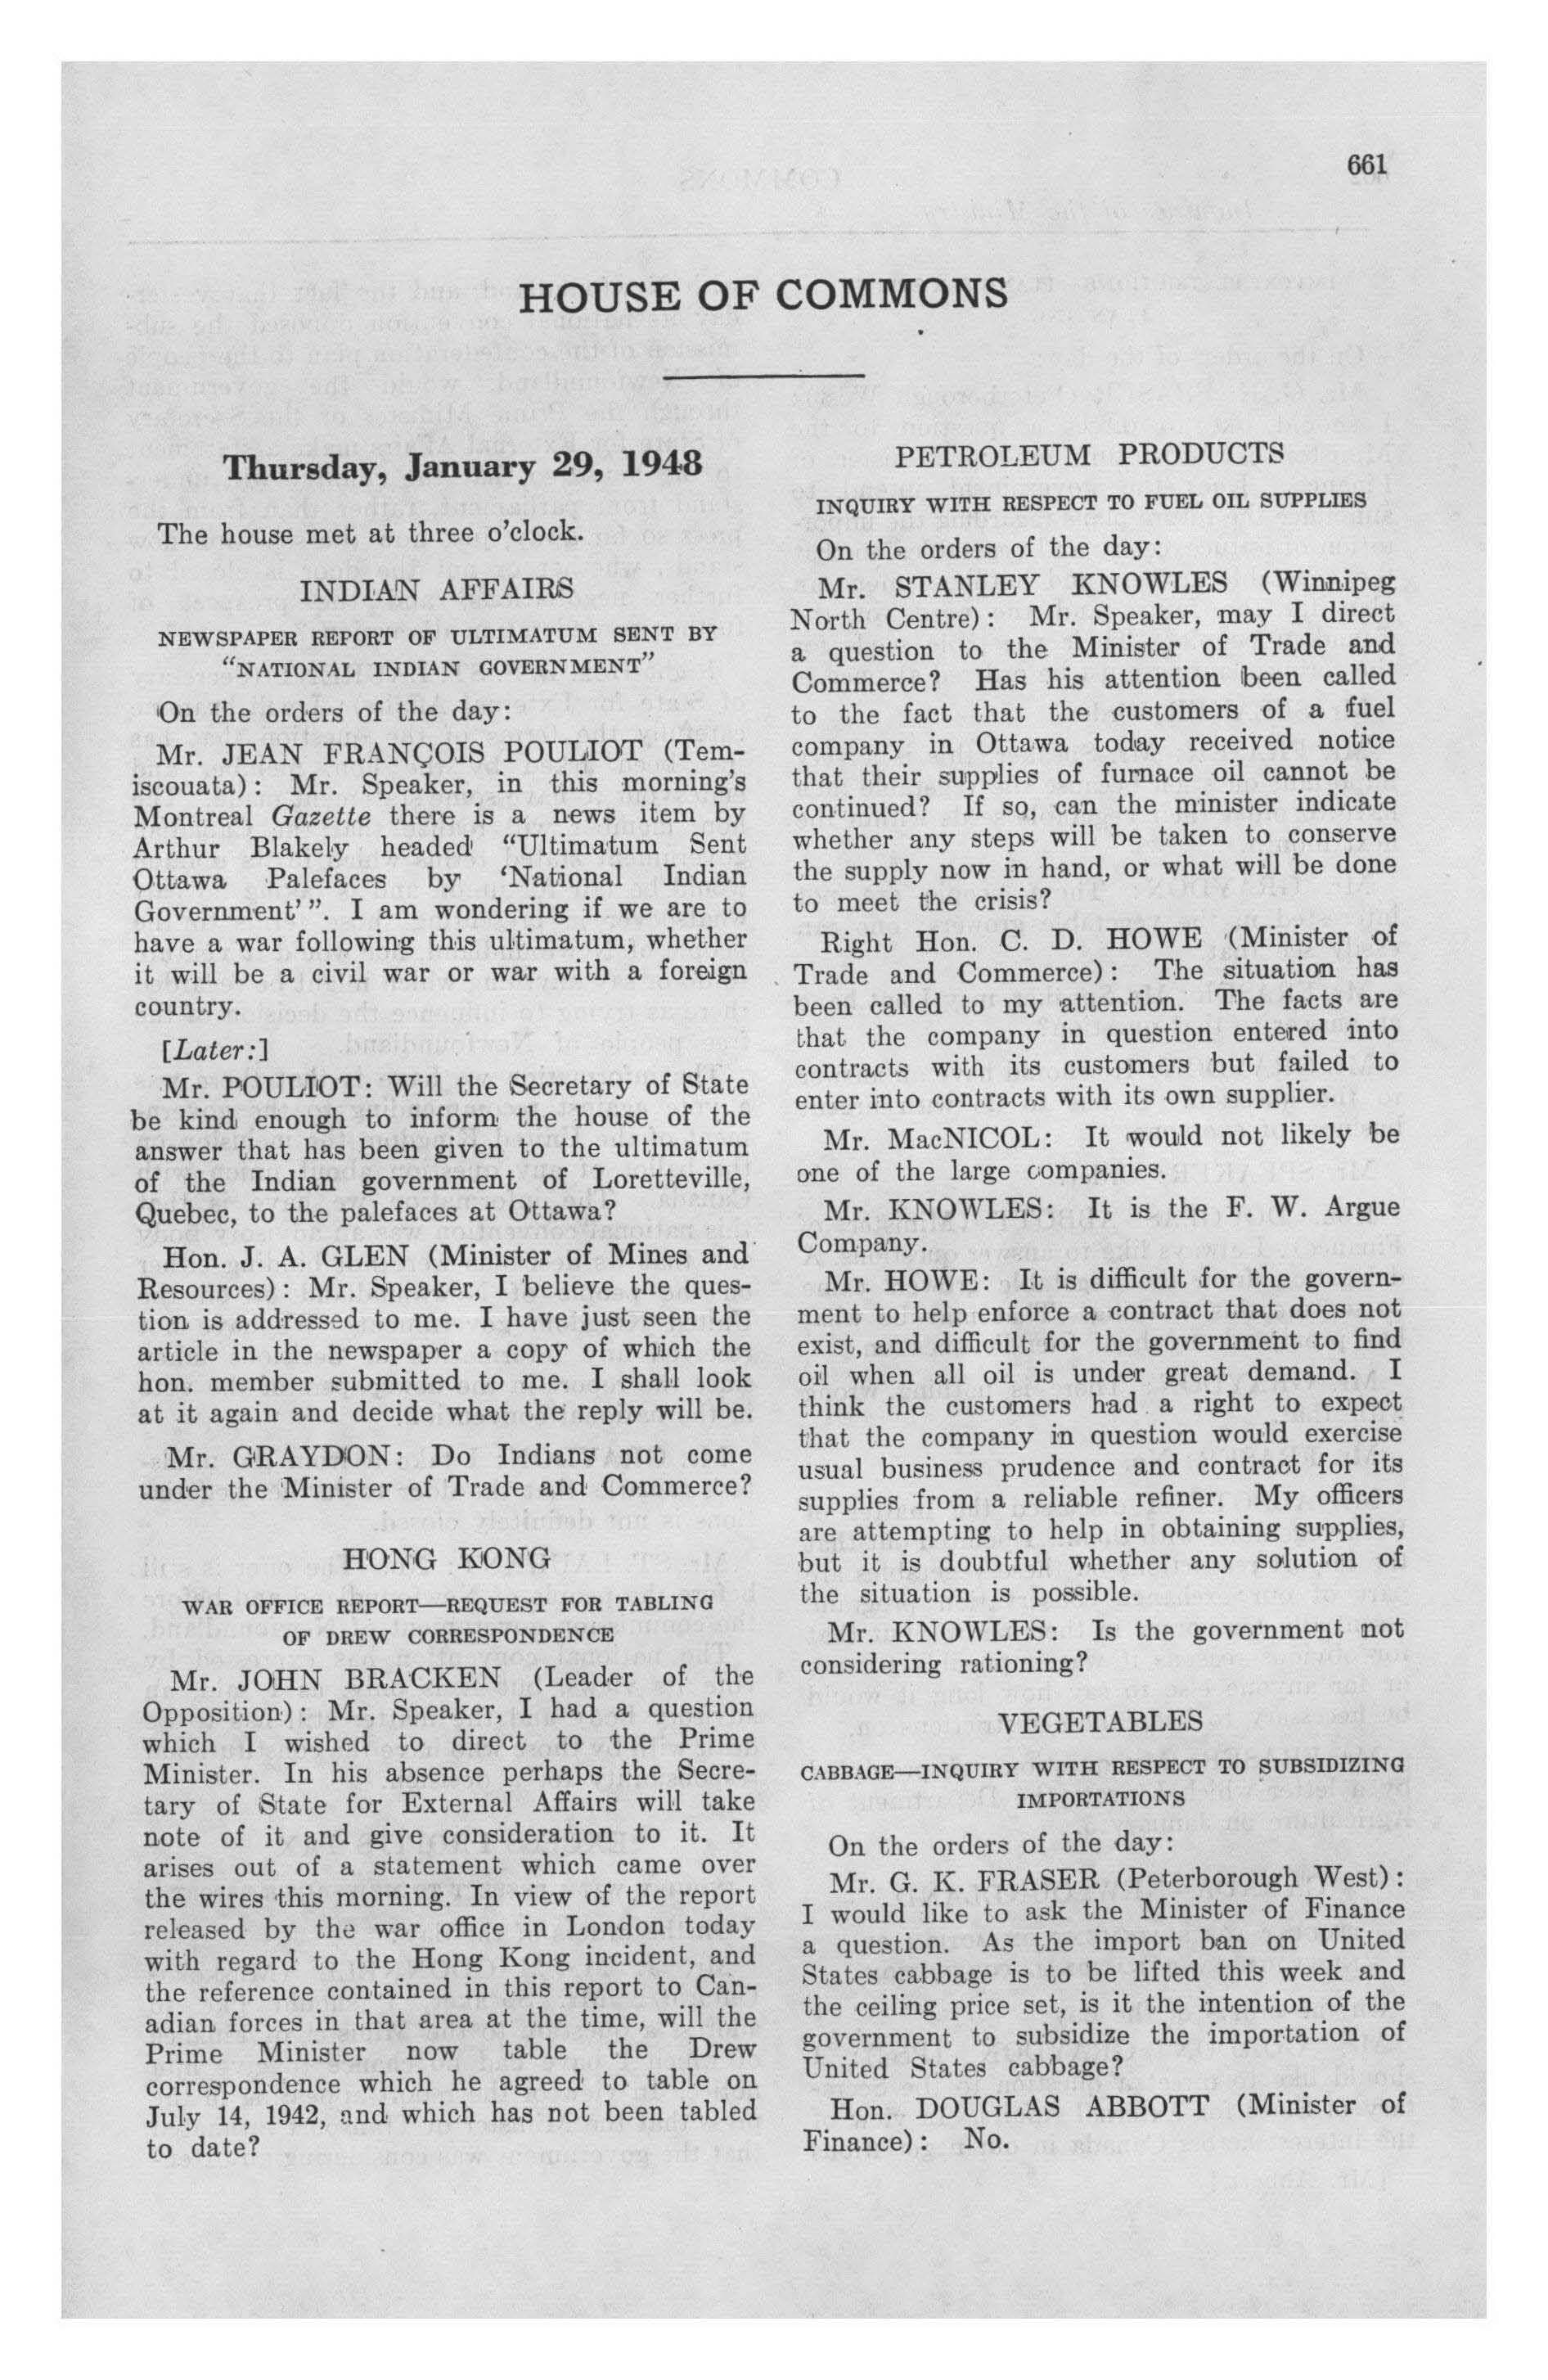 661
HOUSE OF COMMONS
Thursday, January 29, 1948
The house met at three o'clock.
INDIAN AFFAIRS
NEWSPAPER REPORT OF ULTIMATUM SENT BY
"NATIONAL INDIAN GOVERNMENT"
On the orders of the day:
Mr. JEAN FRANÇOIS POULIOT (Tem-
iscouata): Mr. Speaker, in this morning's
Montreal Gazette there is a news item by
Arthur Blakely headed "Ultimatum Sent
Ottawa Palefaces by 'National Indian
Government'". I am wondering if we are to
have a war following this ultimatum, whether
it will be a civil war or war with a foreign
country.
[Later:]
Mr. POULIOT: Will the Secretary of State
be kind enough to inform the house of the
answer that has been given to the ultimatum
of the Indian government of Loretteville,
Quebec, to the palefaces at Ottawa?
Hon. J. A. GLEN (Minister of Mines and
Resources): Mr. Speaker, I believe the ques-
tion is addressed to me. I have just seen the
article in the newspaper a copy of which the
hon. member submitted to me. I shall look
at it again and decide what the reply will be.
Mr. GRAYDON: Do Indians not come
under the Minister of Trade and Commerce?
HONG KONG
WAR OFFICE REPORT—REQUEST FOR TABLING
OF DREW CORRESPONDENCE
Mr. JOHN BRACKEN (Leader of the
Opposition): Mr. Speaker, I had a question
which I wished to direct to the Prime
Minister. In his absence perhaps the Secre-
tary of State for External Affairs will take
note of it and give consideration to it. It
arises out of a statement which came over
the wires this morning. In view of the report
released by the war office in London today
with regard to the Hong Kong incident, and
the reference contained in this report to Can-
adian forces in that area at the time, will the
Prime Minister now table the Drew
correspondence which he agreed to table on
July 14, 1942, and which has not been tabled
to date?
PETROLEUM PRODUCTS
INQUIRY WITH RESPECT TO FUEL OIL SUPPLIES
On the orders of the day:
Mr. STANLEY KNOWLES (Winnipeg
North Centre): Mr. Speaker, may I direct
a question to the Minister of Trade and
Commerce? Has his attention been called
to the fact that the customers of a fuel
company in Ottawa today received notice
that their supplies of furnace oil cannot be
continued? If so, can the minister indicate
whether any steps will be taken to conserve
the supply now in hand, or what will be done
to meet the crisis?
Right Hon. C. D. HOWE (Minister of
Trade and Commerce): The situation has
been called to my attention. The facts are
that the company in question entered into
contracts with its customers but failed to
enter into contracts with its own supplier.
Mr. MacNICOL: It would not likely be
one of the large companies.
Mr. KNOWLES: It is the F. W. Argue
Company.
Mr. HOWE: It is difficult for the govern-
ment to help enforce a contract that does not
exist, and difficult for the government to find
oil when all oil is under great demand. I
think the customers had a right to expect
that the company in question would exercise
usual business prudence and contract for its
supplies from a reliable refiner. My officers
are attempting to help in obtaining supplies,
but it is doubtful whether any solution of
the situation is possible.
Mr. KNOWLES: Is the government not
considering rationing?
VEGETABLES
CABBAGE—INQUIRY WITH RESPECT TO SUBSIDIZING
IMPORTATIONS
On the orders of the day:
Mr. G. K. FRASER (Peterborough West):
I would like to ask the Minister of Finance
a question. As the import ban on United
States cabbage is to be lifted this week and
the ceiling price set, is it the intention of the
government to subsidize the importation of
United States cabbage?
Hon. DOUGLAS ABBOTT (Minister of
Finance): No.